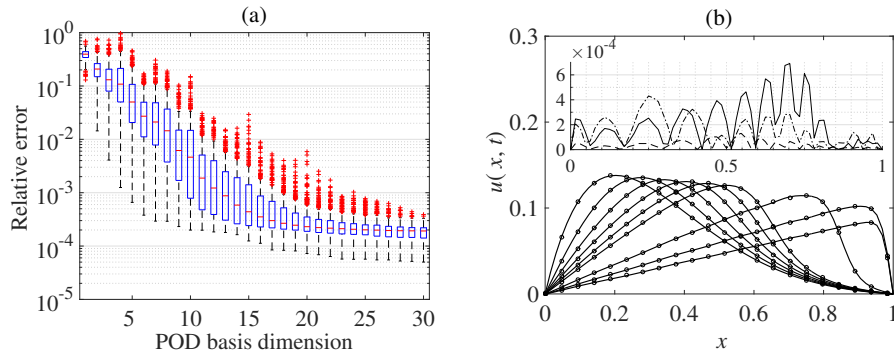 (a)
Relative error
10^0
10^-1
10^-2
10^-3
10^-4
10^-5
5 10 15 20 25 30
POD basis dimension
(b)
u( x, t)
0.3
0.2
0.1
0
×10^-4
6
4
2
0
0 0.5 1
0 0.2 0.4 0.6 0.8 1
x